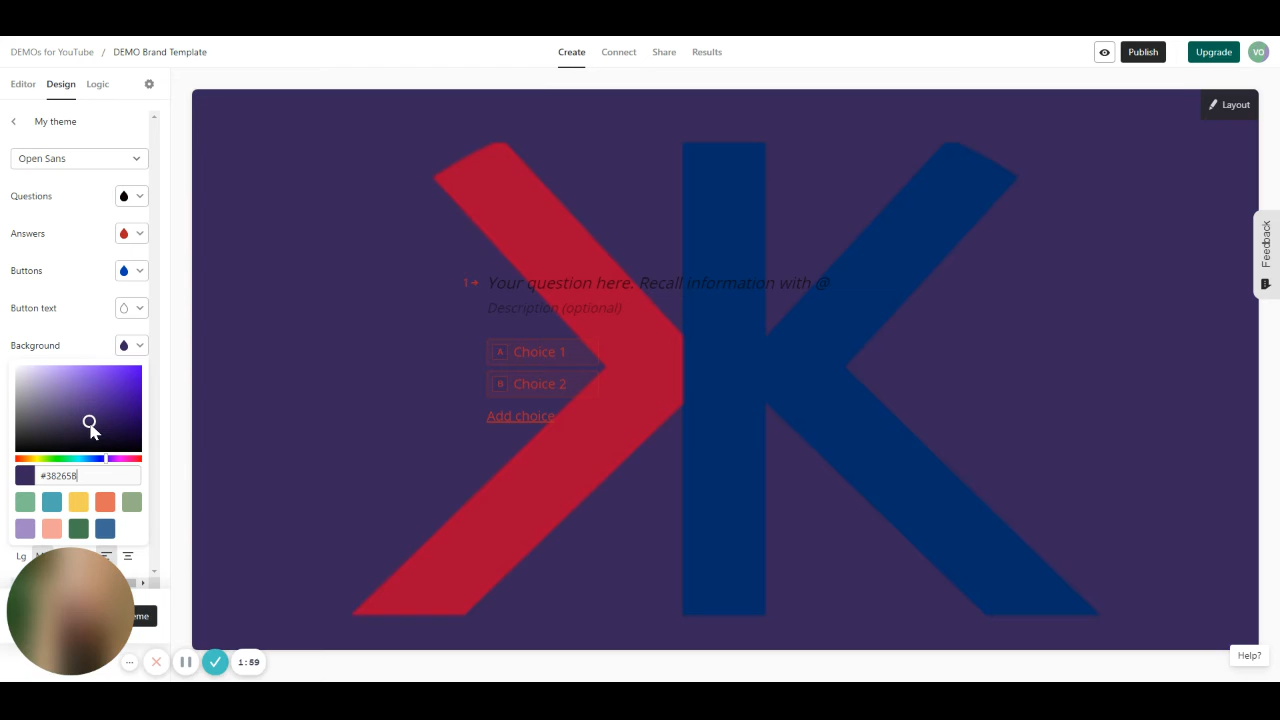 DEMOs for YouTube / DEMO Brand Template
Create Connect Share Results
Publish
Upgrade
VO
Editor Design Logic
My theme
Layout
Open Sans
Questions
Answers
Buttons
Button text
Background
#38265B
Lg
eme
1
Your question here. Recall information with @
Description (optional)
A Choice 1
B Choice 2
Add choice
Feedback
Help?
1:59